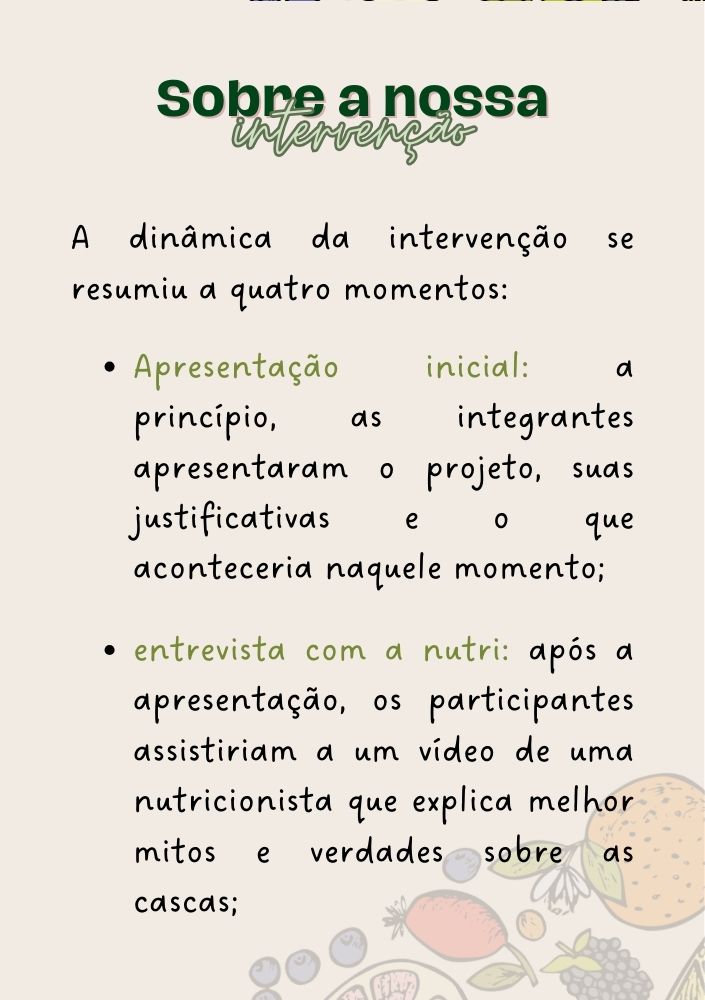 Sobre a nossa
intervenção
A dinâmica da intervenção se
resumiu a quatro momentos:
• Apresentação inicial: a
princípio, as integrantes
apresentaram o projeto, suas
justificativas e o que
aconteceria naquele momento;
• entrevista com a nutri: após a
apresentação, os participantes
assistiriam a um vídeo de uma
nutricionista que explica melhor
mitos e verdades sobre as
cascas;